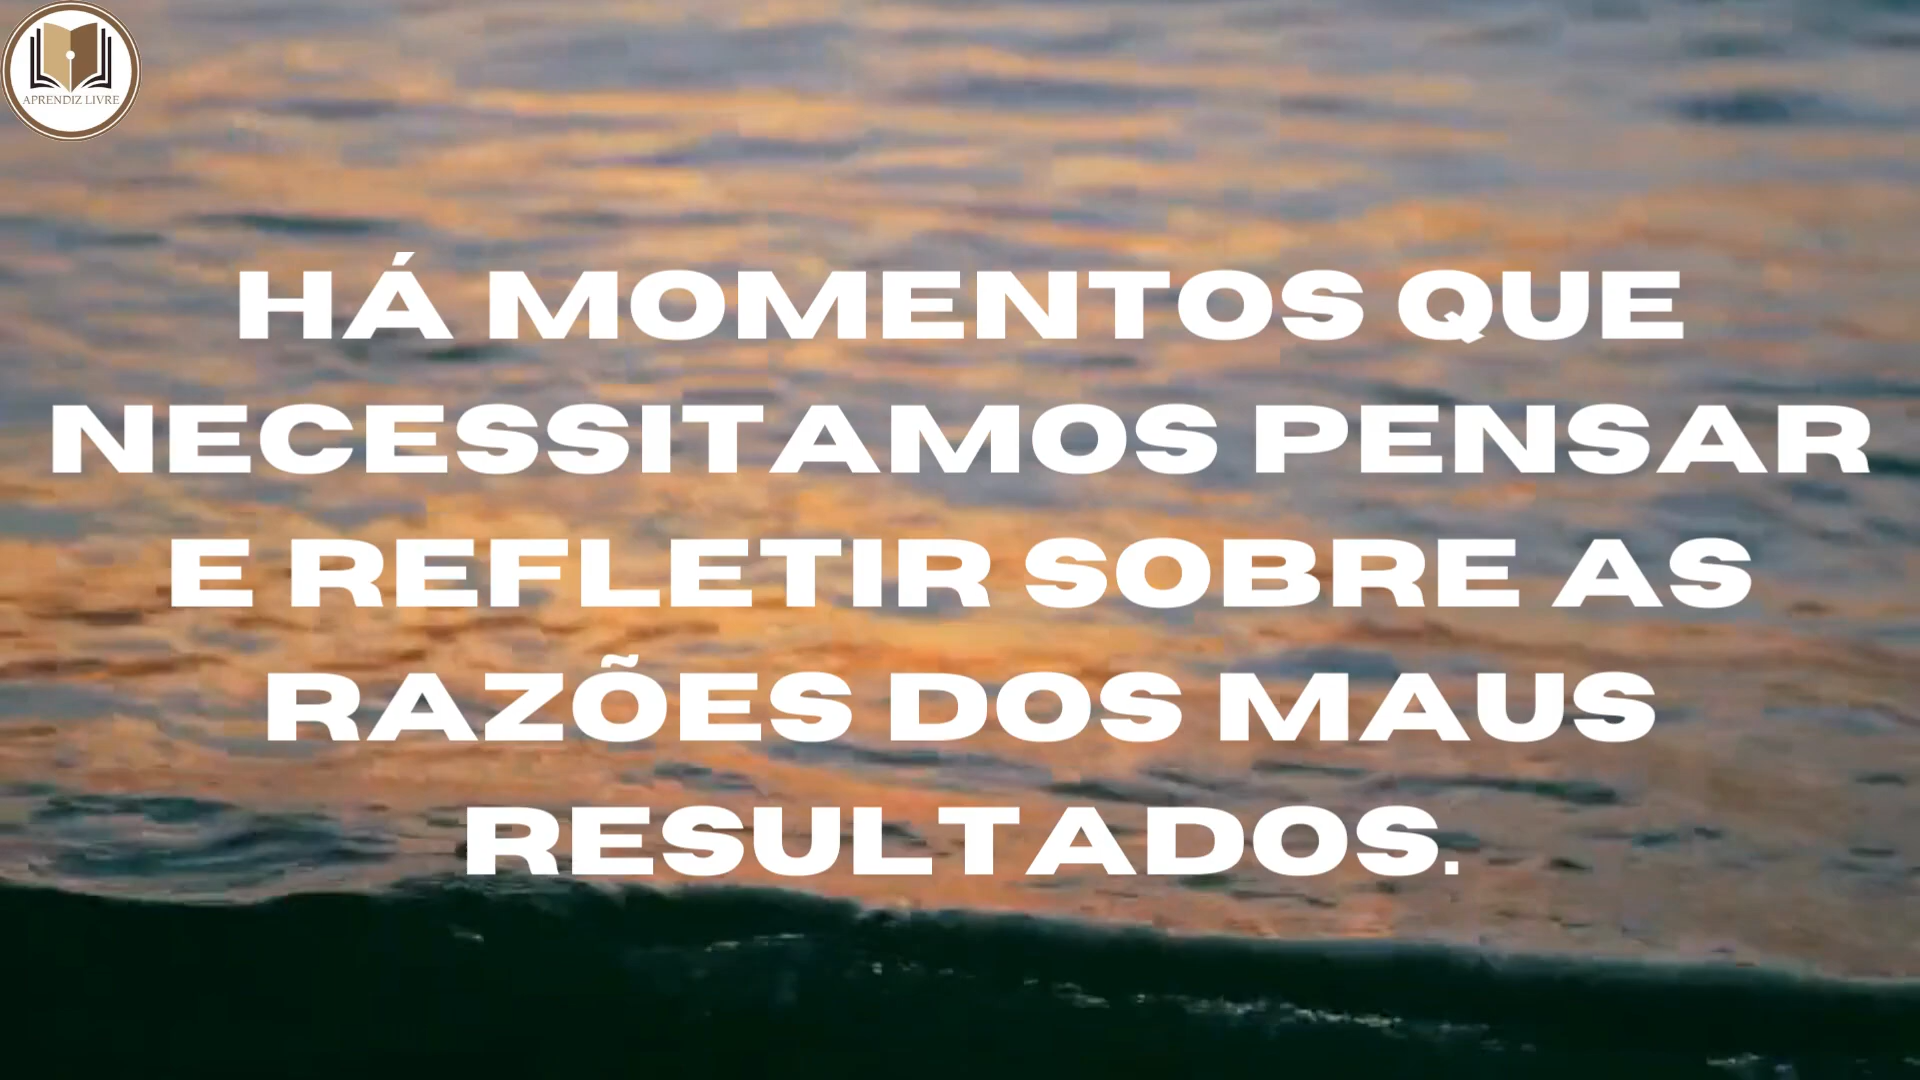 APRENDIZ LIVRE
HÁ MOMENTOS QUE
NECESSITAMOS PENSAR
E REFLETIR SOBRE AS
RAZÕES DOS MAUS
RESULTADOS.